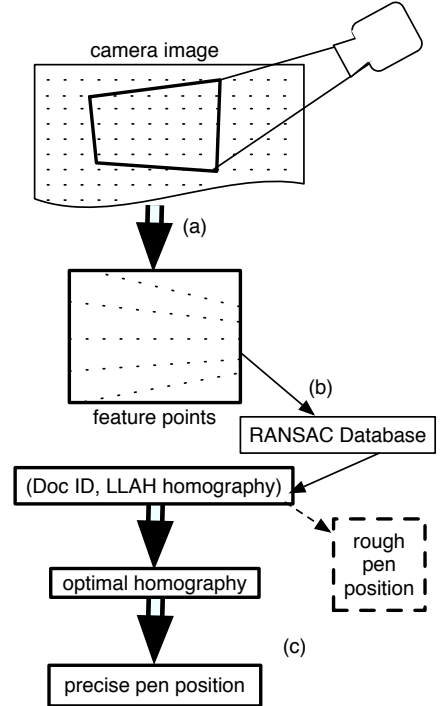 camera image
(a)
feature points
(b)
RANSAC Database
(Doc ID, LLAH homography)
rough
pen
position
optimal homography
(c)
precise pen position